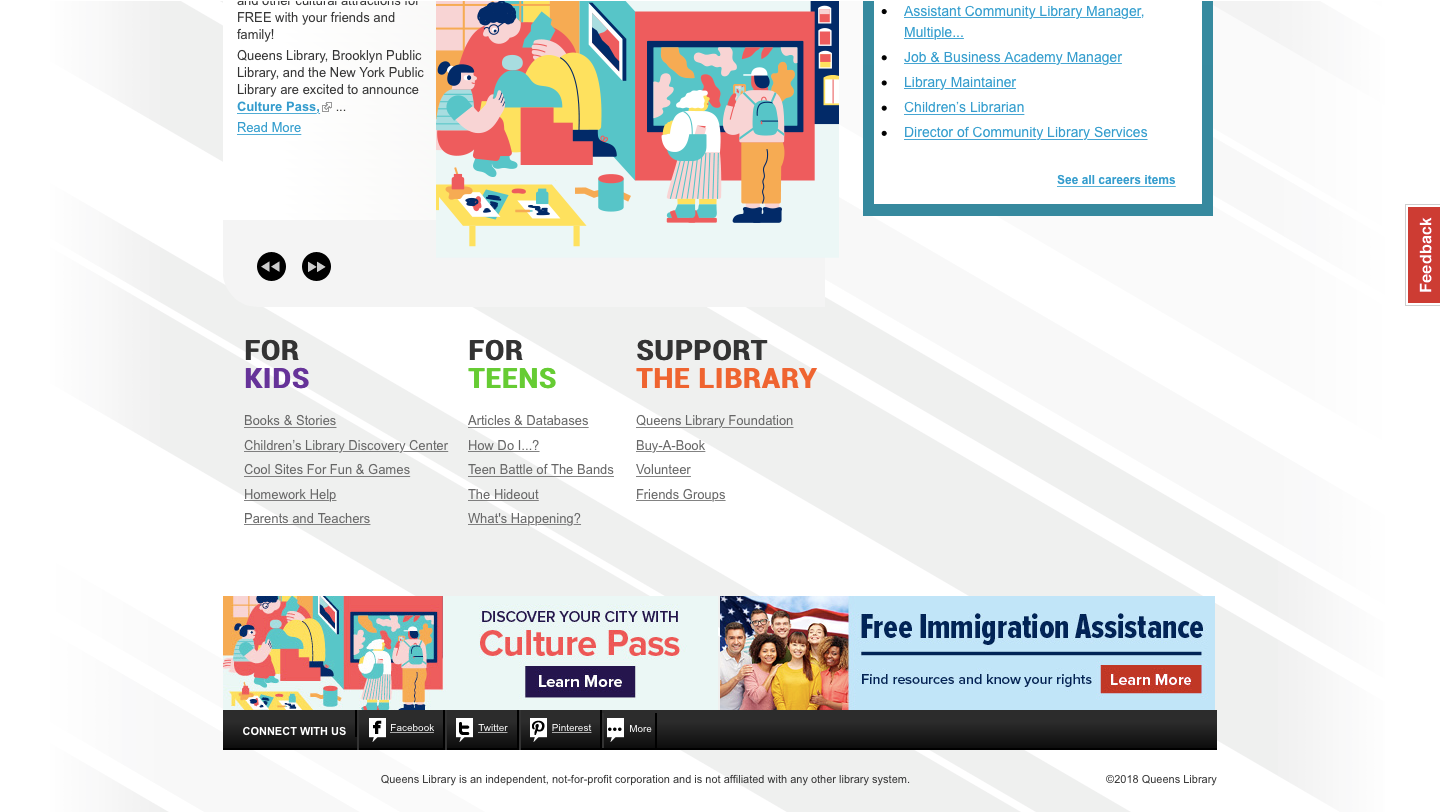 and other cultural attractions for
FREE with your friends and
family!
Queens Library, Brooklyn Public
Library, and the New York Public
Library are excited to announce
Culture Pass, ...
Read More
Assistant Community Library Manager,
Multiple...
Job & Business Academy Manager
Library Maintainer
Children's Librarian
Director of Community Library Services
See all careers items
Feedback
FOR
KIDS
Books & Stories
Children's Library Discovery Center
Cool Sites For Fun & Games
Homework Help
Parents and Teachers
FOR
TEENS
Articles & Databases
How Do I...?
Teen Battle of The Bands
The Hideout
What's Happening?
SUPPORT
THE LIBRARY
Queens Library Foundation
Buy-A-Book
Volunteer
Friends Groups
DISCOVER YOUR CITY WITH
Culture Pass
Learn More
Free Immigration Assistance
Find resources and know your rights
Learn More
CONNECT WITH US
Facebook
Twitter
Pinterest
More
Queens Library is an independent, not-for-profit corporation and is not affiliated with any other library system.
©2018 Queens Library